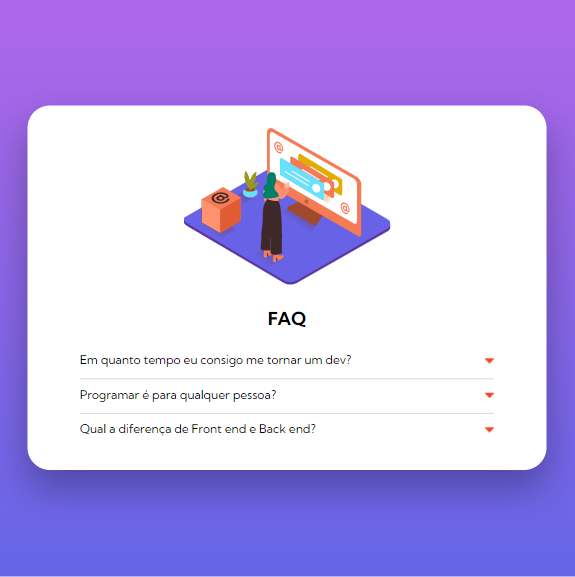 @
@
@
FAQ
Em quanto tempo eu consigo me tornar um dev?
Programar é para qualquer pessoa?
Qual a diferença de Front end e Back end?